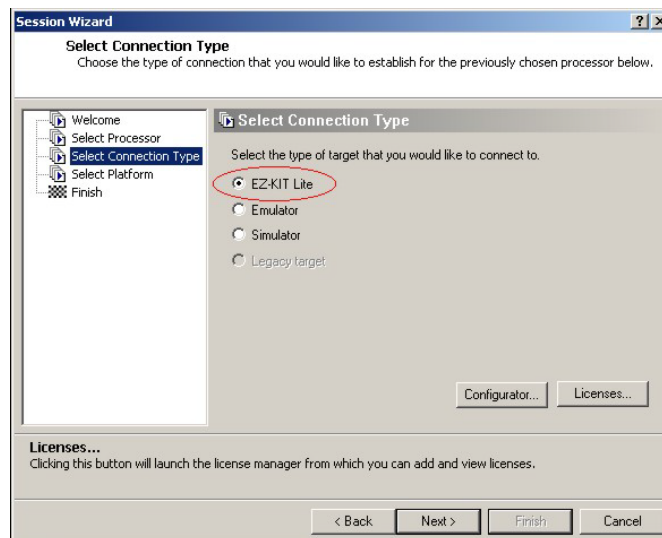 Session Wizard
Select Connection Type
Choose the type of connection that you would like to establish for the previously chosen processor below.
Welcome
Select Processor
Select Connection Type
Select Platform
Finish
Select Connection Type
Select the type of target that you would like to connect to.
EZ-KIT Lite
Emulator
Simulator
Legacy target
Configurator...
Licenses...
Licenses...
Clicking this button will launch the license manager from which you can add and view licenses.
< Back
Next >
Finish
Cancel